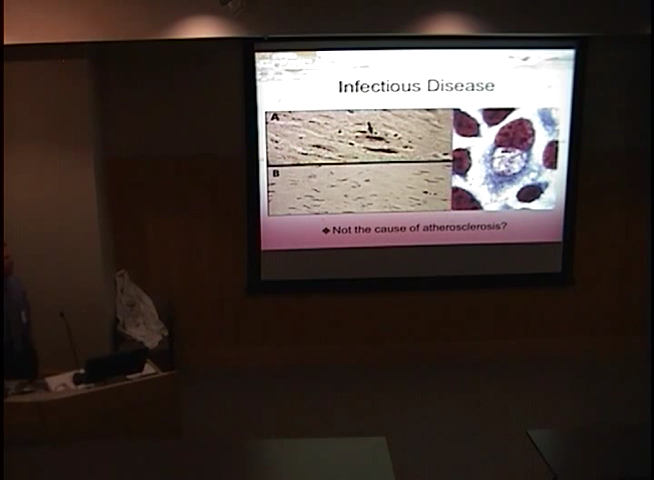 Infectious Disease
A
B
❖ Not the cause of atherosclerosis?